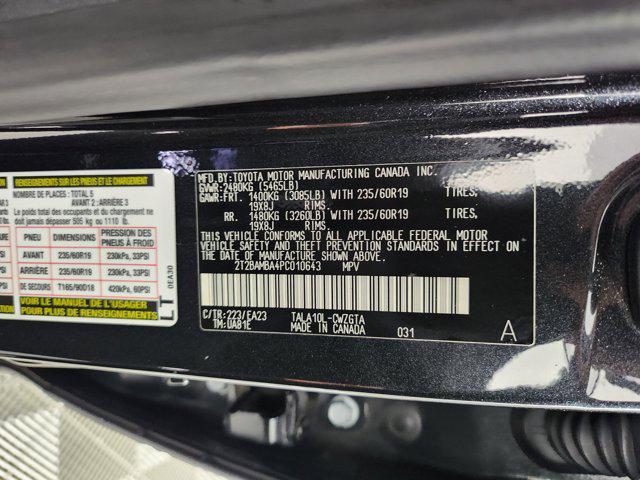 RENSEIGNEMENTS SUR LES PNEUS ET LE CHARGEMENT
NOMBRE DE PLACES : TOTAL 5
AVANT 2 : ARRIÈRE 3
Le poids total des occupants et du chargement ne
doit jamais dépasser 505 kg ou 1110 lb.
PNEU DIMENSIONS PRESSION DES PNEUS À FROID
AVANT 235/60R19 230kPa, 33PSI
ARRIÈRE 235/60R19 230kPa, 33PSI
DE SECOURS T165/90D18 420kPa, 60PSI
VOIR LE MANUEL DE L'USAGER
POUR PLUS DE RENSEIGNEMENTS
0EA30
LT
MFD.BY:TOYOTA MOTOR MANUFACTURING CANADA INC.
GVWR:2480KG (5465LB)
GAWR:FRT. 1400KG (3085LB) WITH 235/60R19 TIRES,
19X8J RIMS.
RR. 1480KG (3260LB) WITH 235/60R19 TIRES,
19X8J RIMS.
THIS VEHICLE CONFORMS TO ALL APPLICABLE FEDERAL MOTOR
VEHICLE SAFETY AND THEFT PREVENTION STANDARDS IN EFFECT ON
THE DATE OF MANUFACTURE SHOWN ABOVE.
2T2BAMBA4PC010643 MPV
C/TR:223/EA23 TALA10L-CWZGTA
TM:UA81E MADE IN CANADA 031
A